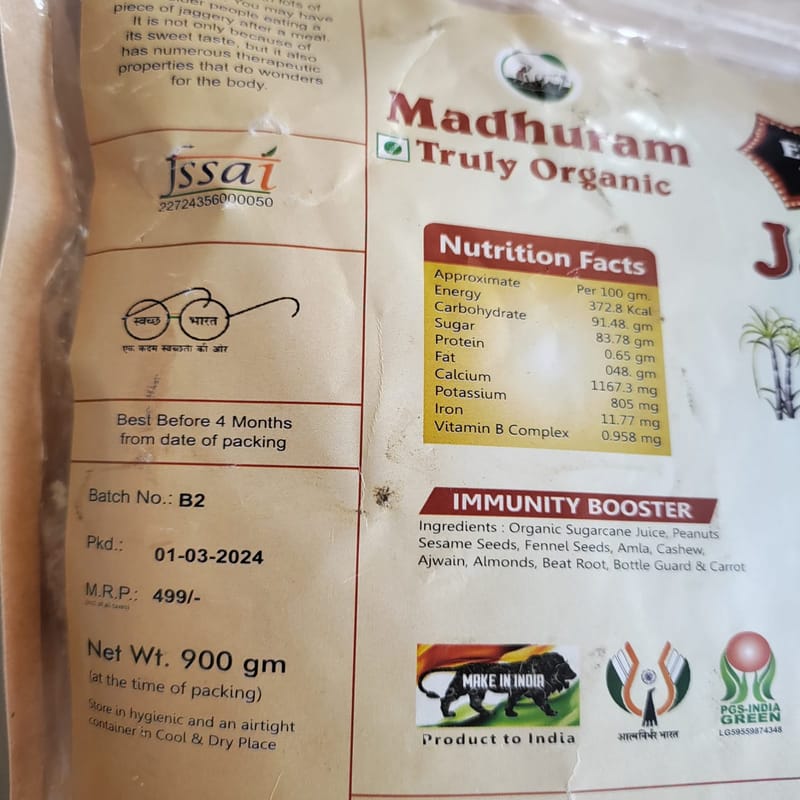 piece of jaggery after a meal.
It is not only because of
its sweet taste, but it also
has numerous therapeutic
properties that do wonders
for the body.
fssai
22724356000050
स्वच्छ भारत
एक कदम स्वच्छता की ओर
Best Before 4 Months
from date of packing
Batch No.: B2
Pkd.: 01-03-2024
M.R.P.: 499/-
Net Wt. 900 gm
(at the time of packing)
Store in hygienic and an airtight
container in Cool & Dry Place
Madhuram
Truly Organic
Nutrition Facts
Approximate Per 100 gm.
Energy 372.8 Kcal
Carbohydrate 91.48. gm
Sugar 83.78 gm
Protein 0.65 gm
Fat 048. gm
Calcium 1167.3 mg
Potassium 805 mg
Iron 11.77 mg
Vitamin B Complex 0.958 mg
IMMUNITY BOOSTER
Ingredients : Organic Sugarcane Juice, Peanuts
Sesame Seeds, Fennel Seeds, Amla, Cashew,
Ajwain, Almonds, Beat Root, Bottle Guard & Carrot
MAKE IN INDIA
Product to India
आत्मनिर्भर भारत
PGS-INDIA
GREEN
LG59559874348